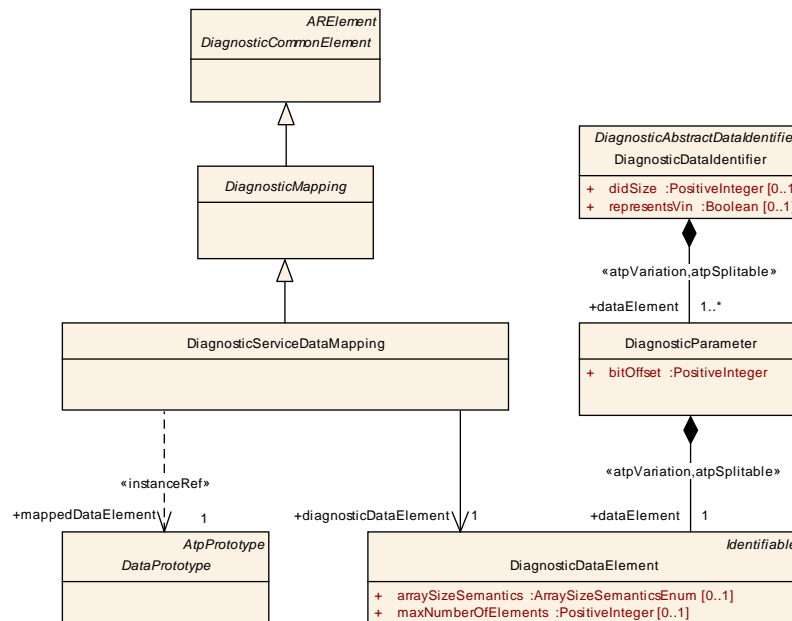 ARElement
DiagnosticCommonElement
DiagnosticAbstractDataIdentifie
DiagnosticDataIdentifier
+ didSize :PositiveInteger [0..1
+ representsVin :Boolean [0..1]
DiagnosticMapping
«atpVariation,atpSplitable»
+dataElement 1..*
DiagnosticServiceDataMapping
DiagnosticParameter
+ bitOffset :PositiveInteger
«atpVariation,atpSplitable»
«instanceRef»
+mappedDataElement 1
+diagnosticDataElement 1
+dataElement 1
AtpPrototype
DataPrototype
Identifiable
DiagnosticDataElement
+ arraySizeSemantics :ArraySizeSemanticsEnum [0..1]
+ maxNumberOfElements :PositiveInteger [0..1]